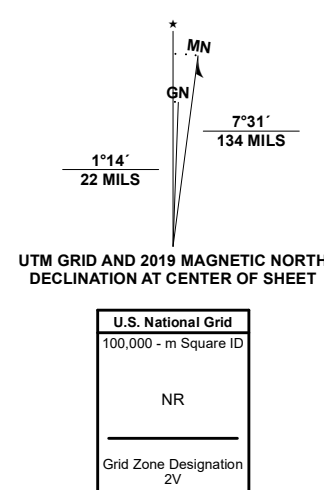 ★
MN
GN
7°31´
134 MILS
1°14´
22 MILS
UTM GRID AND 2019 MAGNETIC NORTH
DECLINATION AT CENTER OF SHEET
U.S. National Grid
100,000 - m Square ID
NR
Grid Zone Designation
2V